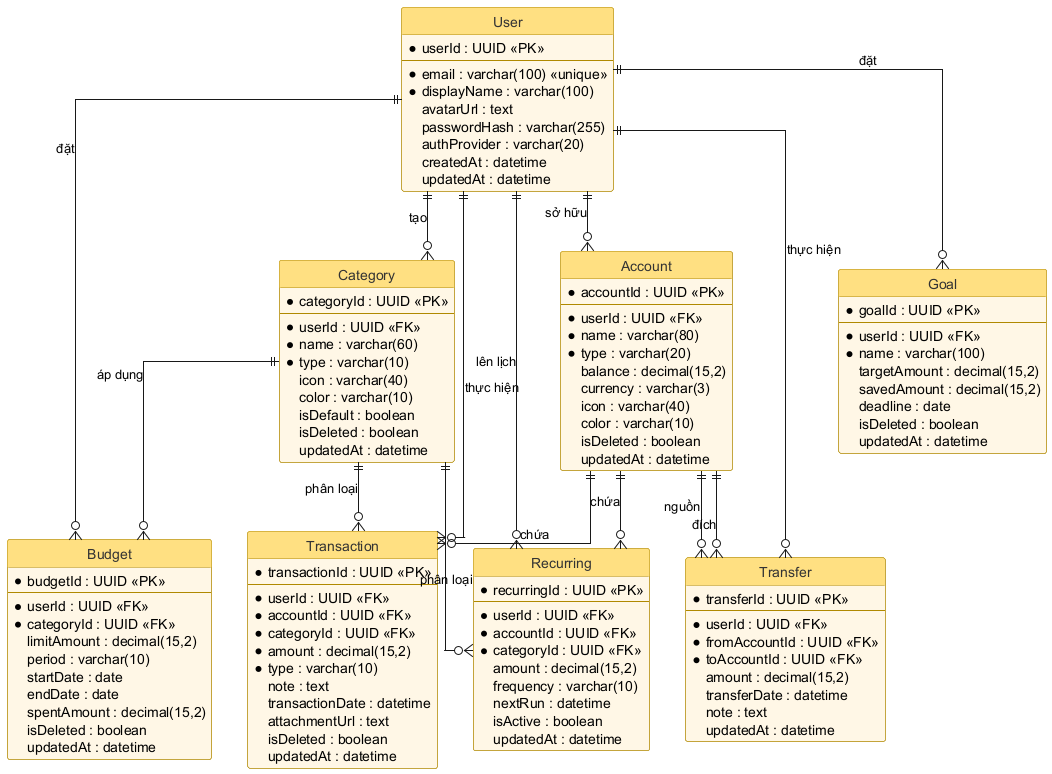 User
userId : UUID «PK»
email : varchar(100) «unique»
displayName : varchar(100)
avatarUrl : text
passwordHash : varchar(255)
authProvider : varchar(20)
createdAt : datetime
updatedAt : datetime
đặt
đặt
tạo
sở hữu
thực hiện
Category
categoryId : UUID «PK»
userId : UUID «FK»
name : varchar(60)
type : varchar(10)
icon : varchar(40)
color : varchar(10)
isDefault : boolean
isDeleted : boolean
updatedAt : datetime
Account
accountId : UUID «PK»
userId : UUID «FK»
name : varchar(80)
type : varchar(20)
balance : decimal(15,2)
currency : varchar(3)
icon : varchar(40)
color : varchar(10)
isDeleted : boolean
updatedAt : datetime
Goal
goalId : UUID «PK»
userId : UUID «FK»
name : varchar(100)
targetAmount : decimal(15,2)
savedAmount : decimal(15,2)
deadline : date
isDeleted : boolean
updatedAt : datetime
áp dụng
lên lịch
thực hiện
phân loại
chứa
nguồn
đích
chứa
phân loại
Budget
budgetId : UUID «PK»
userId : UUID «FK»
categoryId : UUID «FK»
limitAmount : decimal(15,2)
period : varchar(10)
startDate : date
endDate : date
spentAmount : decimal(15,2)
isDeleted : boolean
updatedAt : datetime
Transaction
transactionId : UUID «PK»
userId : UUID «FK»
accountId : UUID «FK»
categoryId : UUID «FK»
amount : decimal(15,2)
type : varchar(10)
note : text
transactionDate : datetime
attachmentUrl : text
isDeleted : boolean
updatedAt : datetime
Recurring
recurringId : UUID «PK»
userId : UUID «FK»
accountId : UUID «FK»
categoryId : UUID «FK»
amount : decimal(15,2)
frequency : varchar(10)
nextRun : datetime
isActive : boolean
updatedAt : datetime
Transfer
transferId : UUID «PK»
userId : UUID «FK»
fromAccountId : UUID «FK»
toAccountId : UUID «FK»
amount : decimal(15,2)
transferDate : datetime
note : text
updatedAt : datetime